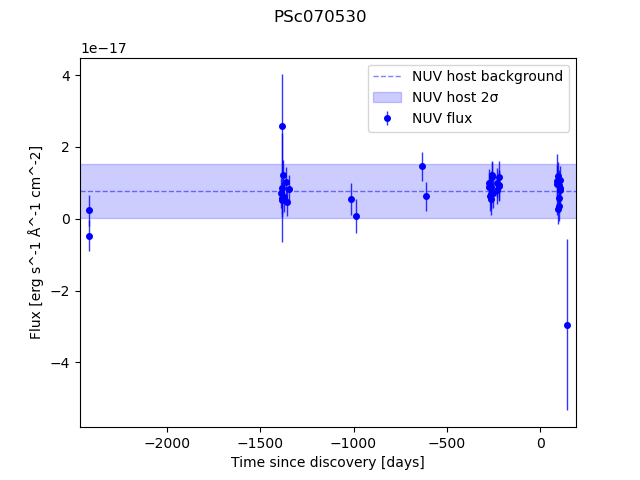 PSc070530
1e−17
NUV host background
NUV host 2σ
NUV flux
4
2
0
−2
−4
Flux [erg s^-1 Å^-1 cm^-2]
−2000 −1500 −1000 −500 0
Time since discovery [days]